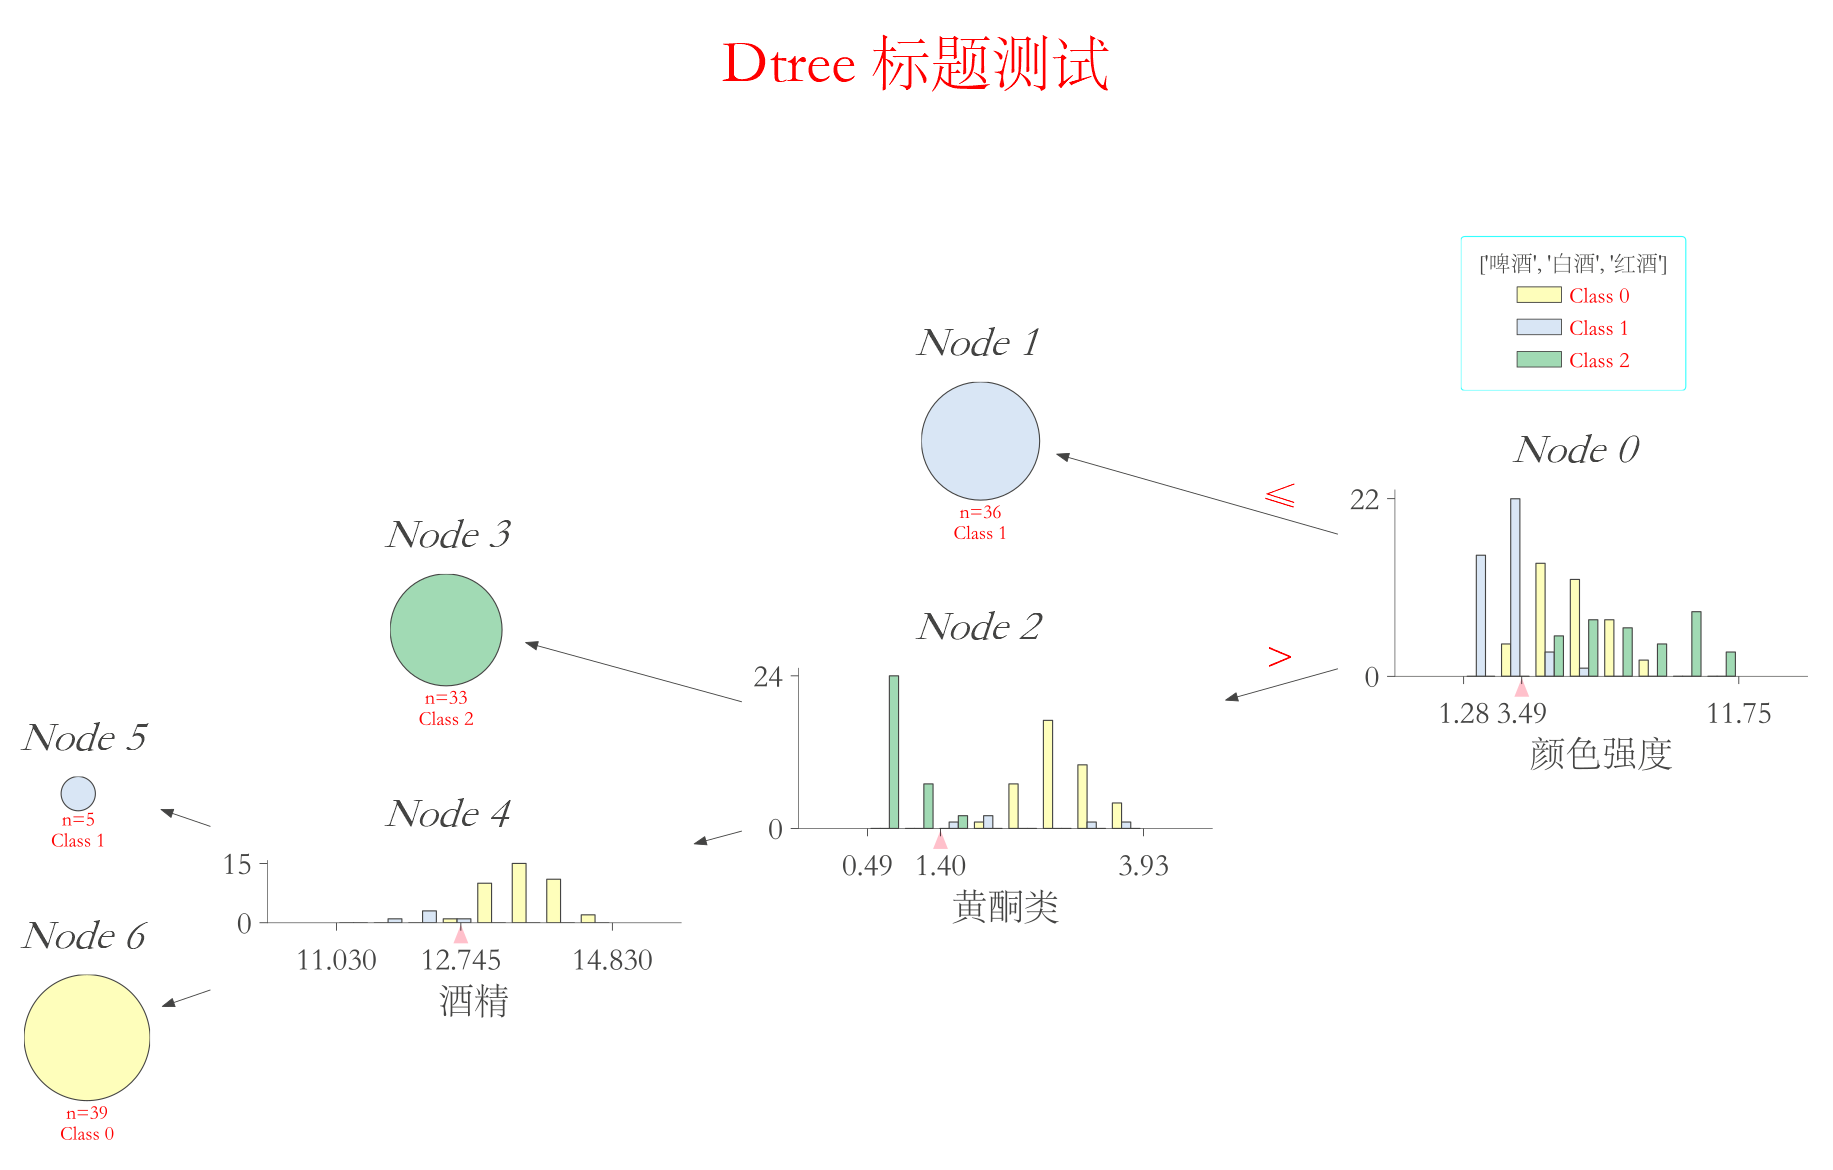 Dtree 标题测试
['啤酒', '白酒', '红酒']
Class 0
Class 1
Class 2
Node 1
n=36
Class 1
≤
Node 0
22
0
1.28 3.49 11.75
颜色强度
Node 3
n=33
Class 2
Node 2
>
24
0
0.49 1.40 3.93
黄酮类
Node 5
n=5
Class 1
Node 4
15
0
11.030 12.745 14.830
酒精
Node 6
n=39
Class 0